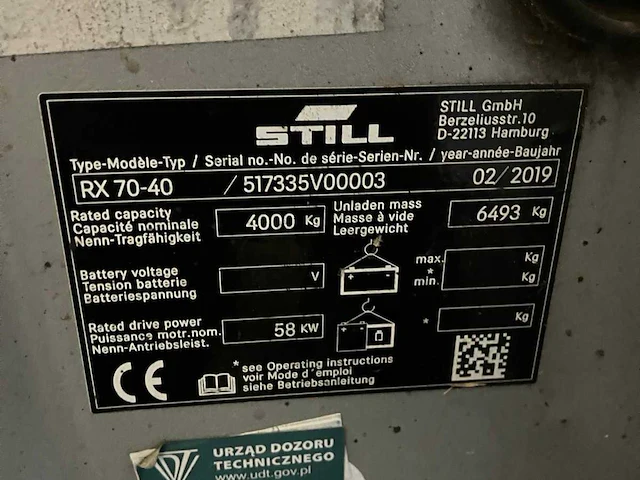 STILL
STILL GmbH
Berzeliusstr.10
D-22113 Hamburg
Type-Modèle-Typ / Serial no.-No. de série-Serien-Nr. / year-année-Baujahr
RX 70-40 / 517335V00003 02/2019
Rated capacity
Capacité nominale
Nenn-Tragfähigkeit
4000 Kg
Unladen mass
Masse à vide
Leergewicht
6493 Kg
Battery voltage
Tension batterie
Batteriespannung
V
max. Kg
*
min. Kg
Rated drive power
Puissance motr.nom.
Nenn-Antriebsleist.
58 KW
* Kg
CE
*see Operating instructions
voir Mode d´emploi
siehe Betriebsanleitung
UDT
URZĄD DOZORU
TECHNICZNEGO
www.udt.gov.pl